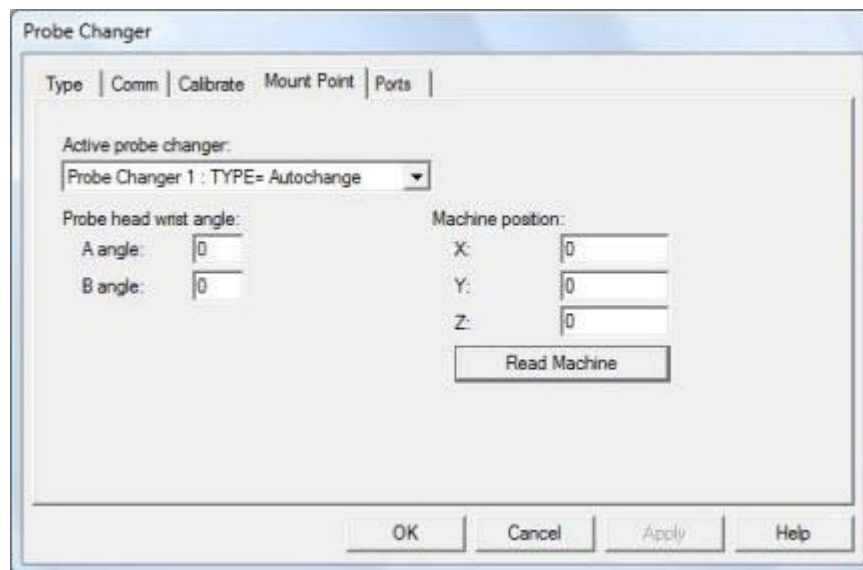 Probe Changer
Type Comm Calibrate Mount Point Ports
Active probe changer:
Probe Changer 1 : TYPE= Autochange
Probe head wrist angle: Machine position:
A angle: 0 X: 0
B angle: 0 Y: 0
Z: 0
Read Machine
OK Cancel Apply Help